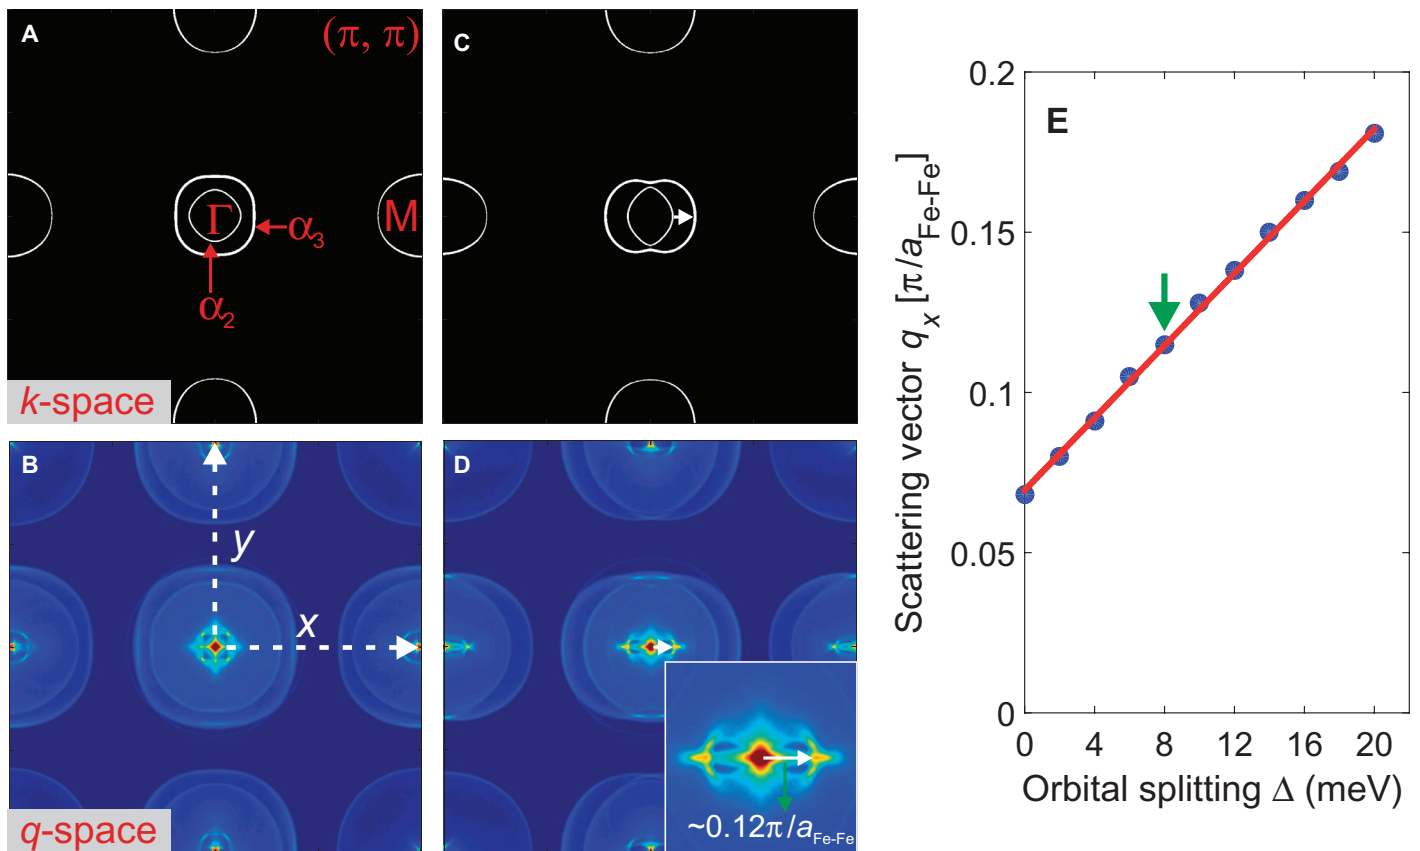 A
(π, π)
Γ
M
α3
α2
k-space
C
B
y
x
q-space
D
~0.12π/aFe-Fe
E
Scattering vector qx [π/aFe-Fe]
0.2
0.15
0.1
0.05
0
0 4 8 12 16 20
Orbital splitting Δ (meV)